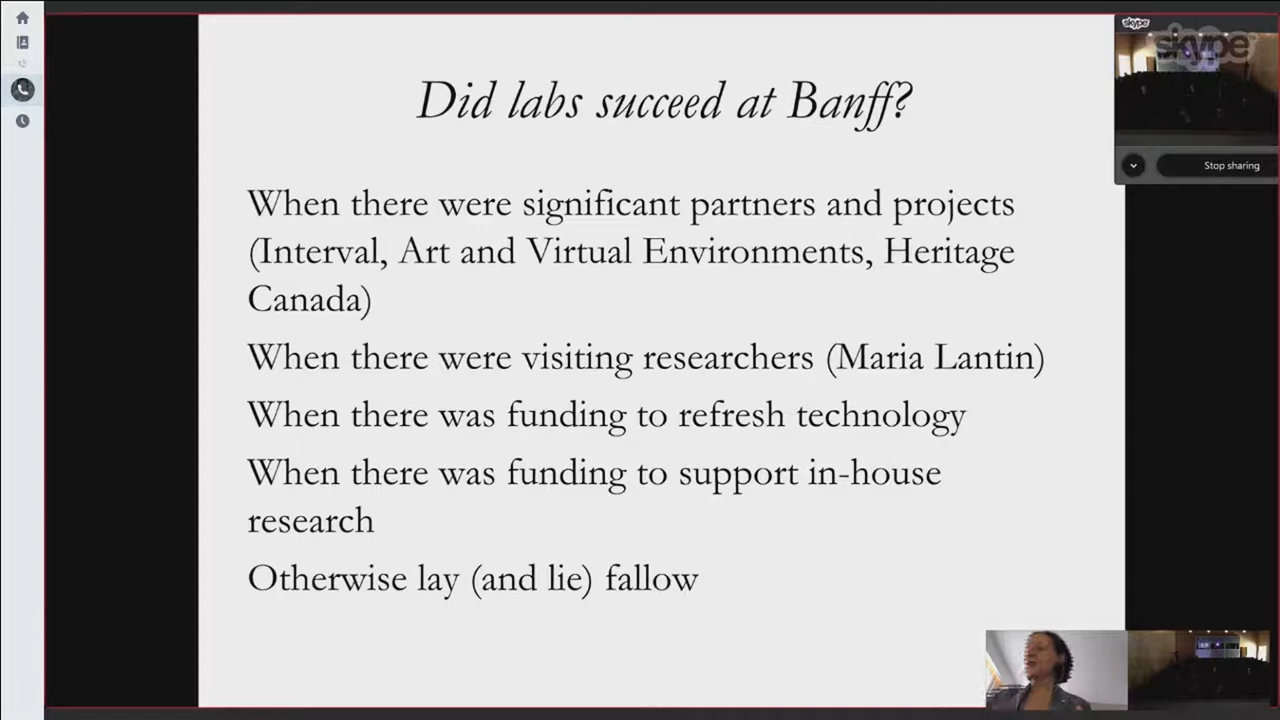 Did labs succeed at Banff?
When there were significant partners and projects
(Interval, Art and Virtual Environments, Heritage
Canada)
When there were visiting researchers (Maria Lantin)
When there was funding to refresh technology
When there was funding to support in-house
research
Otherwise lay (and lie) fallow
skype
skype
Stop sharing